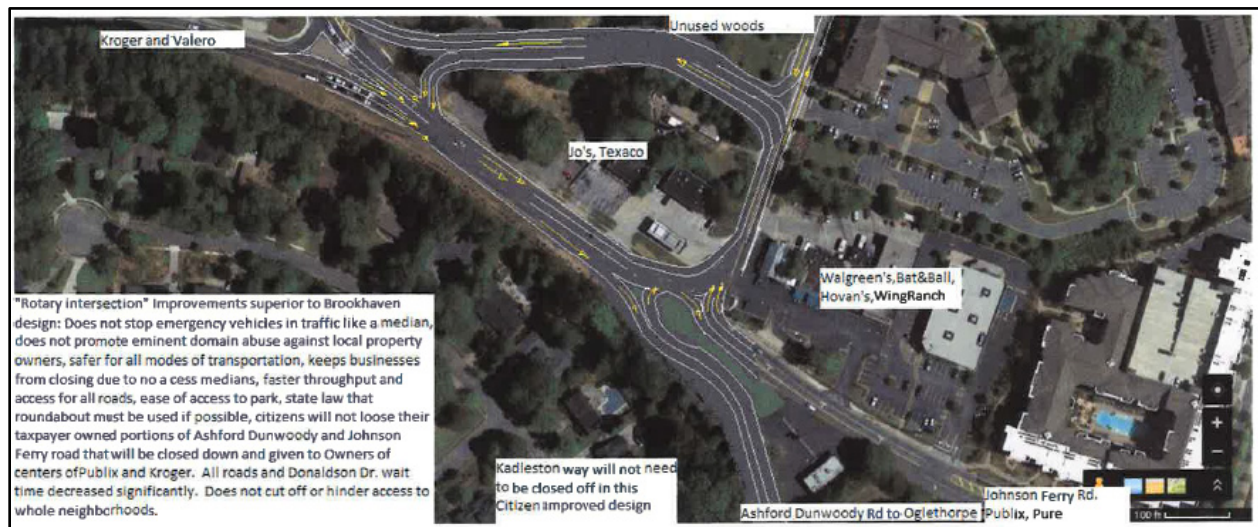 Kroger and Valero
Unused woods
Jo's, Texaco
Walgreen's,Bat&Ball,
Hovan's,WingRanch
"Rotary intersection" Improvements superior to Brookhaven
design: Does not stop emergency vehicles in traffic like a median,
does not promote eminent domain abuse against local property
owners, safer for all modes of transportation, keeps businesses
from closing due to no a cess medians, faster throughput and
access for all roads, ease of access to park, state law that
roundabout must be used if possible, citizens will not loose their
taxpayer owned portions of Ashford Dunwoody and Johnson
Ferry road that will be closed down and given to Owners of
centers of Publix and Kroger. All roads and Donaldson Dr. wait
time decreased significantly. Does not cut off or hinder access to
whole neighborhoods.
Kadleston way will not need
to be closed off in this
Citizen improved design
Ashford Dunwoody Rd to Oglethorpe
Johnson Ferry Rd.
Publix, Pure
100 ft